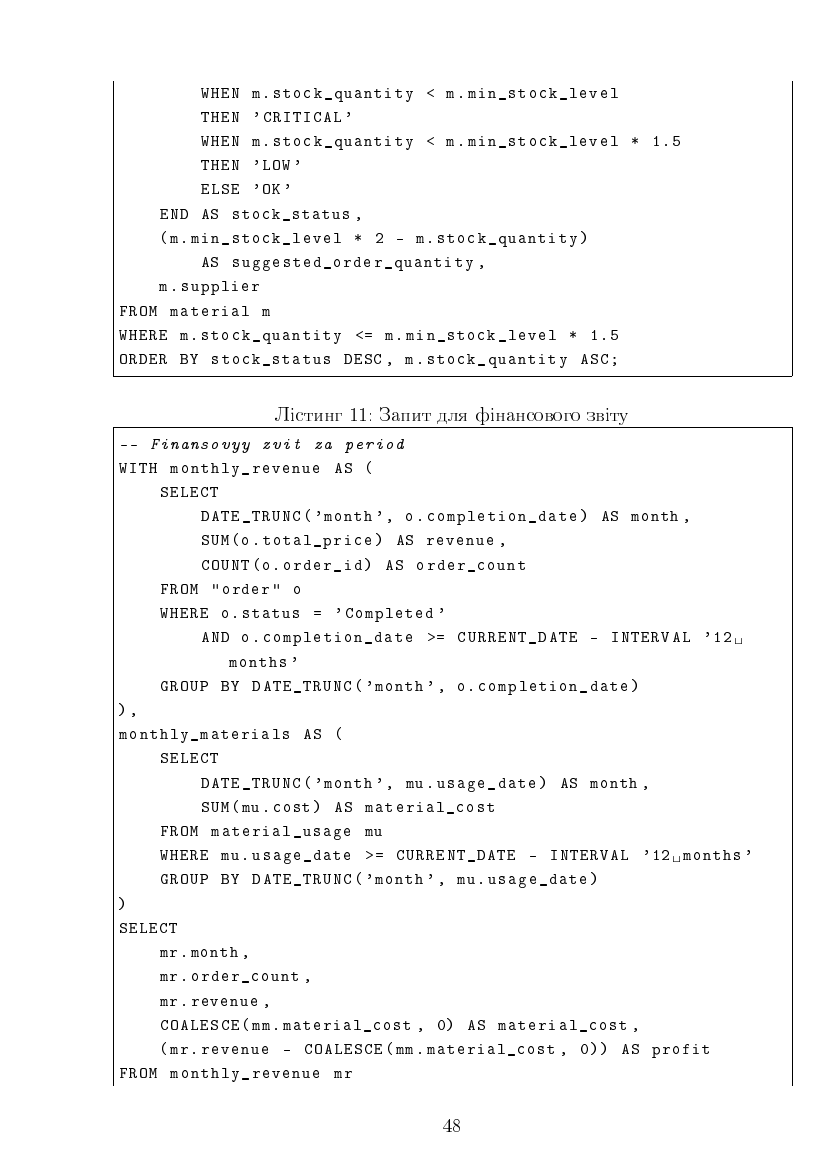 WHEN m.stock_quantity < m.min_stock_level
        THEN 'CRITICAL'
        WHEN m.stock_quantity < m.min_stock_level * 1.5
        THEN 'LOW'
        ELSE 'OK'
    END AS stock_status,
    (m.min_stock_level * 2 - m.stock_quantity)
        AS suggested_order_quantity,
    m.supplier
FROM material m
WHERE m.stock_quantity <= m.min_stock_level * 1.5
ORDER BY stock_status DESC, m.stock_quantity ASC;
Лістинг 11: Запит для фінансового звіту
-- Finansovyy zvit za period
WITH monthly_revenue AS (
    SELECT
        DATE_TRUNC('month', o.completion_date) AS month,
        SUM(o.total_price) AS revenue,
        COUNT(o.order_id) AS order_count
    FROM "order" o
    WHERE o.status = 'Completed'
        AND o.completion_date >= CURRENT_DATE - INTERVAL '12␣
           months'
    GROUP BY DATE_TRUNC('month', o.completion_date)
),
monthly_materials AS (
    SELECT
        DATE_TRUNC('month', mu.usage_date) AS month,
        SUM(mu.cost) AS material_cost
    FROM material_usage mu
    WHERE mu.usage_date >= CURRENT_DATE - INTERVAL '12␣months'
    GROUP BY DATE_TRUNC('month', mu.usage_date)
)
SELECT
    mr.month,
    mr.order_count,
    mr.revenue,
    COALESCE(mm.material_cost, 0) AS material_cost,
    (mr.revenue - COALESCE(mm.material_cost, 0)) AS profit
FROM monthly_revenue mr
48